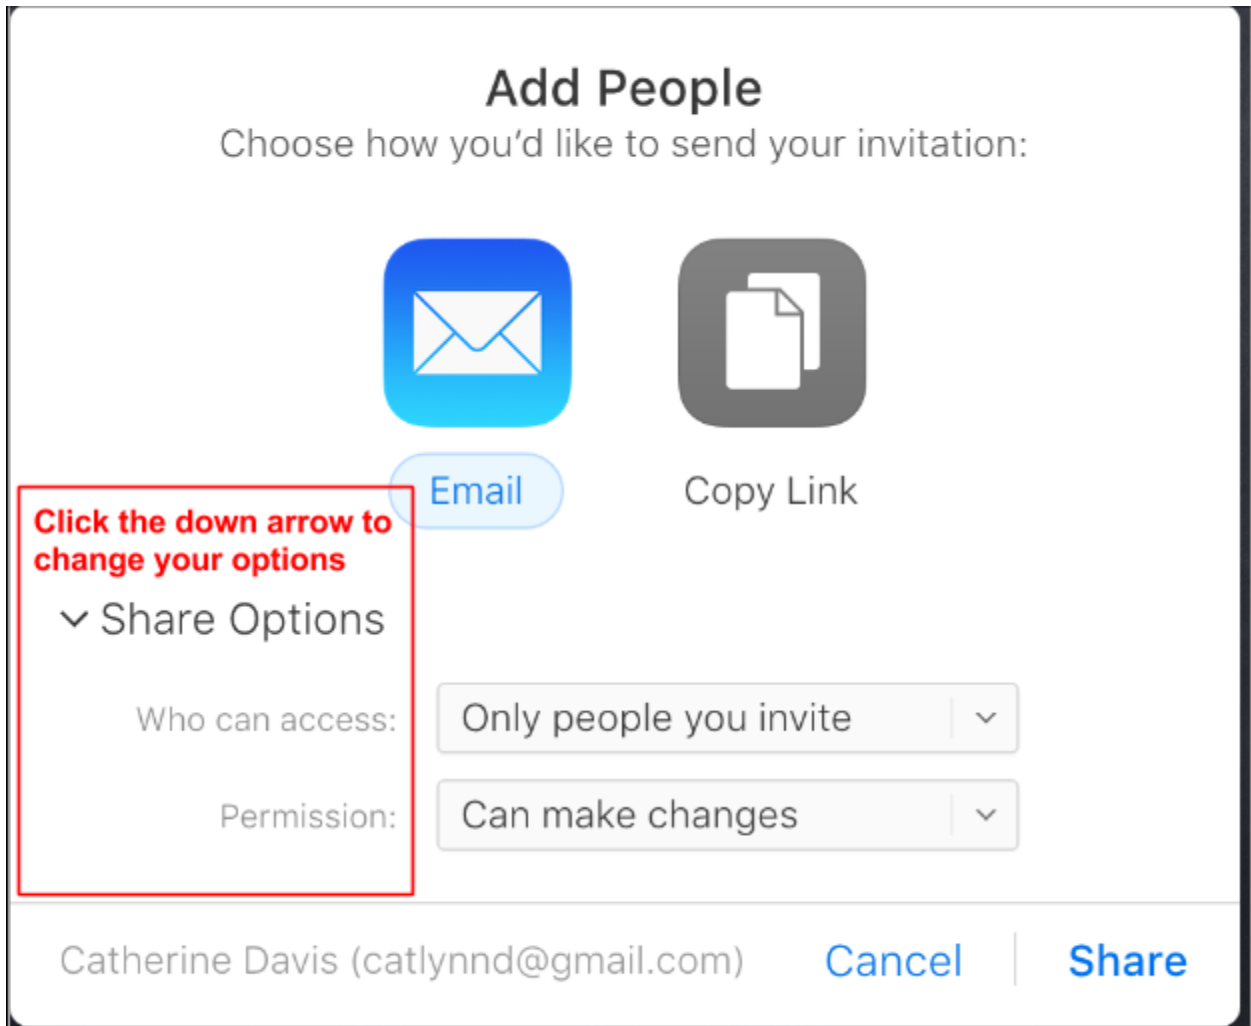 Add People
Choose how you’d like to send your invitation:
Email
Copy Link
Click the down arrow to
change your options
Share Options
Who can access:
Only people you invite
Permission:
Can make changes
Catherine Davis (catlynnd@gmail.com)
Cancel
Share